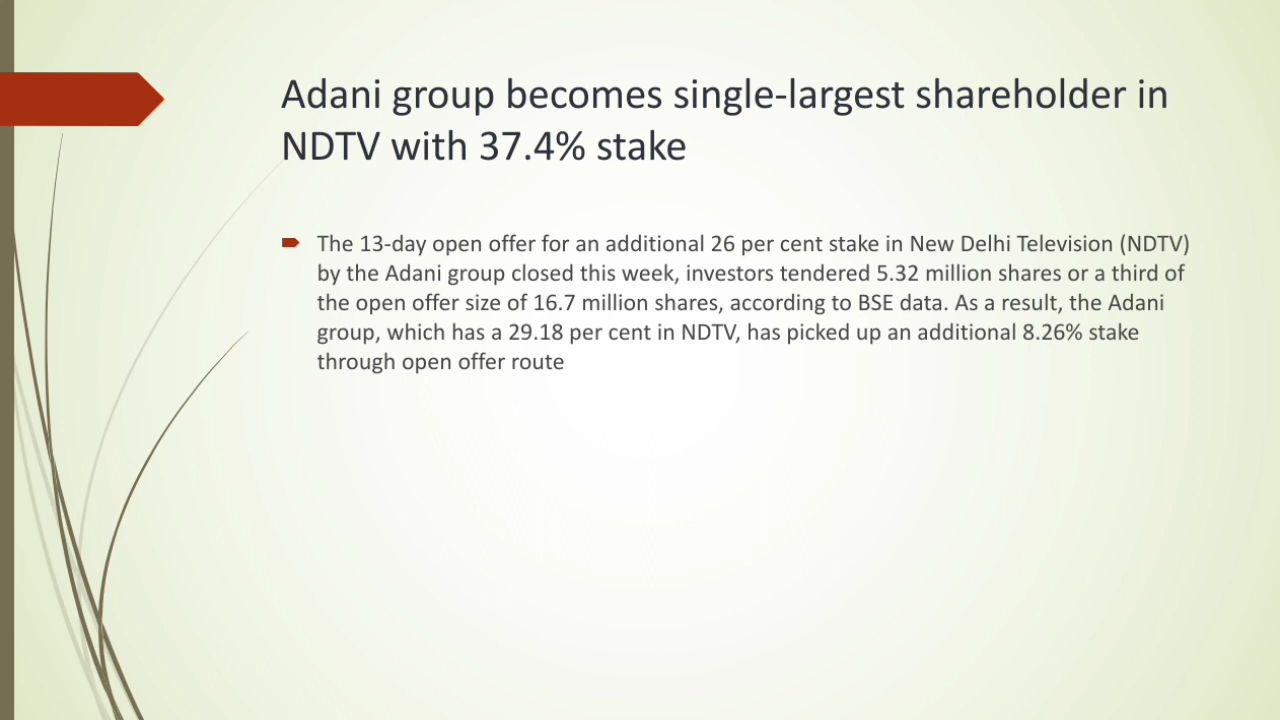 Adani group becomes single-largest shareholder in
NDTV with 37.4% stake
The 13-day open offer for an additional 26 per cent stake in New Delhi Television (NDTV)
by the Adani group closed this week, investors tendered 5.32 million shares or a third of
the open offer size of 16.7 million shares, according to BSE data. As a result, the Adani
group, which has a 29.18 per cent in NDTV, has picked up an additional 8.26% stake
through open offer route